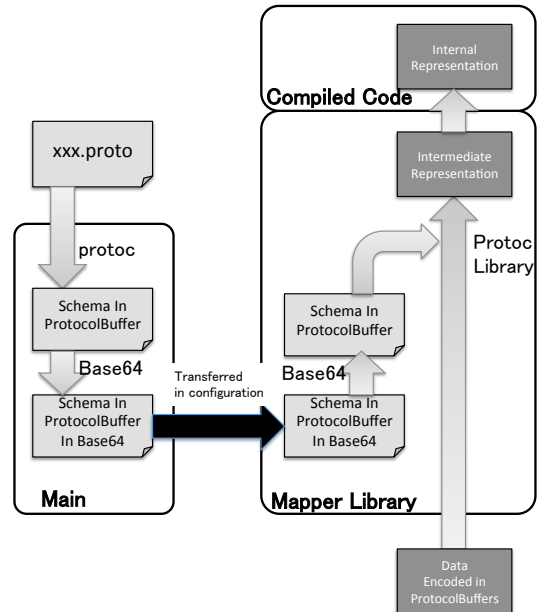 Internal
Representation
Compiled Code
xxx.proto
Intermediate
Representation
protoc
Protoc
Library
Schema In
ProtocolBuffer
Schema In
ProtocolBuffer
Base64
Transferred
in configuration
Base64
Schema In
ProtocolBuffer
In Base64
Schema In
ProtocolBuffer
In Base64
Main
Mapper Library
Data
Encoded in
ProtocolBuffers